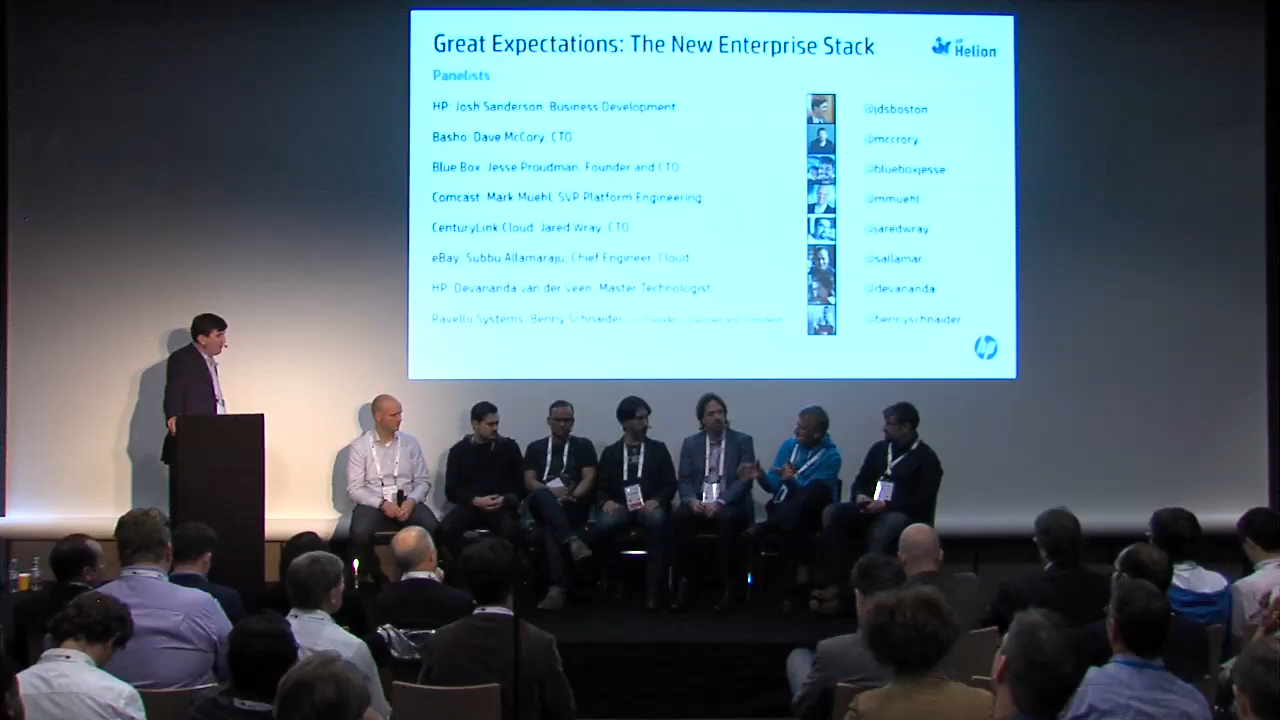 Great Expectations: The New Enterprise Stack
HP Helion
Panelists
HP: Josh Sanderson, Business Development @jdsboston
Basho: Dave McCory, CTO @mccrory
Blue Box: Jesse Proudman, Founder and CTO @blueboxjesse
Comcast: Mark Muehl, SVP Platform Engineering @mmuehl
CenturyLink Cloud: Jared Wray, CTO @jaredwray
eBay: Subbu Allamaraju, Chief Engineer, Cloud @sallamar
HP: Devananda van der Veen, Master Technologist @devananda
Ravello Systems: Benny Schnaider, @bennyschnaider
hp